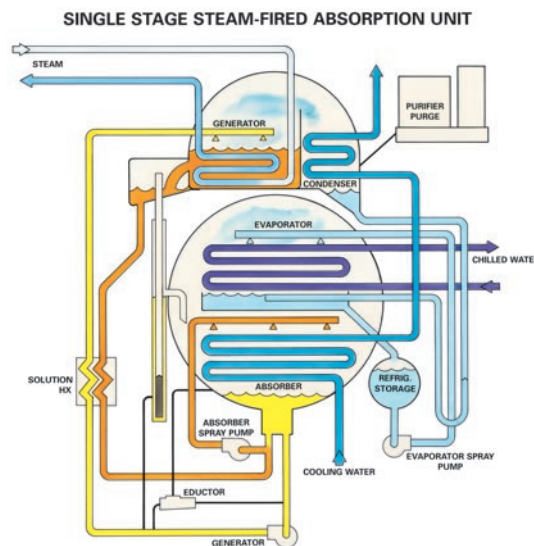 SINGLE STAGE STEAM-FIRED ABSORPTION UNIT
STEAM
PURIFIER
PURGE
GENERATOR
CONDENSER
EVAPORATOR
CHILLED WATE
SOLUTION
HX
ABSORBER
REFRIG.
STORAGE
ABSORBER
SPRAY PUMP
EVAPORATOR SPRAY
PUMP
COOLING WATER
EDUCTOR
GENERATOR